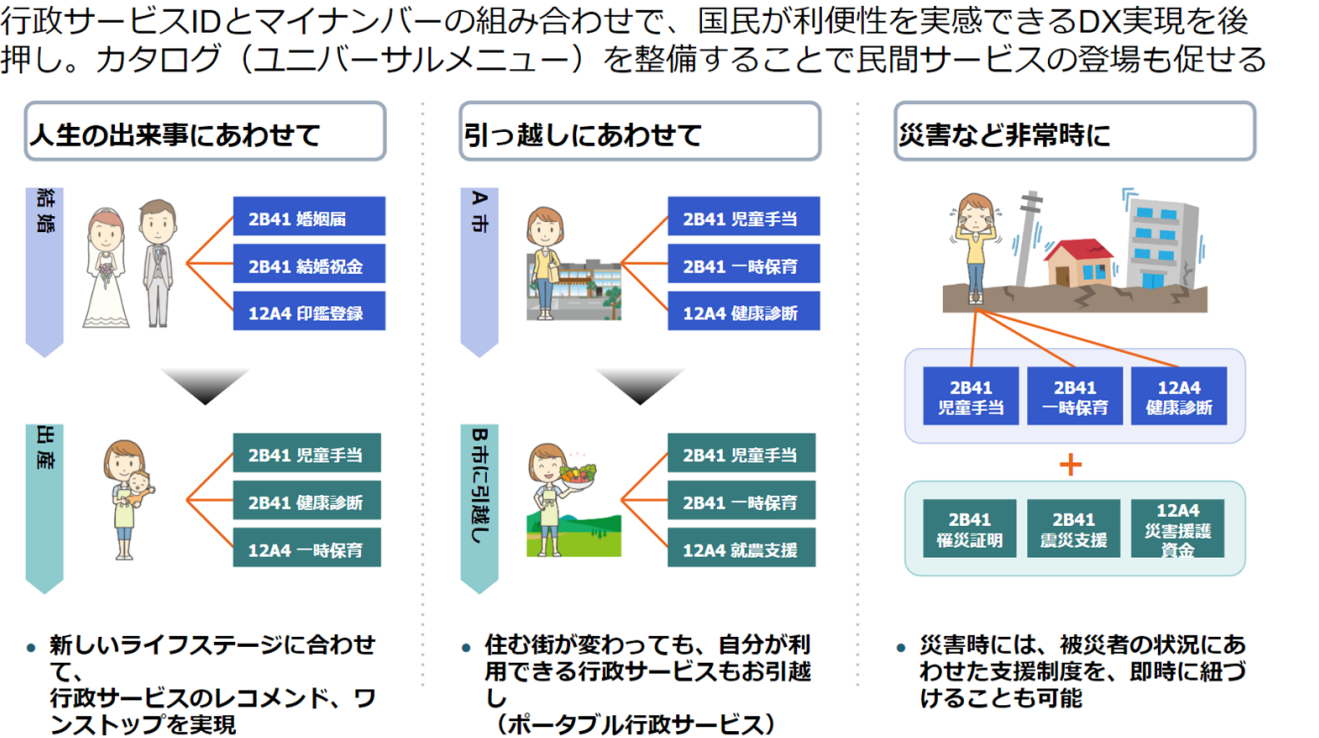 行政サービスIDとマイナンバーの組み合わせで、国民が利便性を実感できるDX実現を後
押し。カタログ（ユニバーサルメニュー）を整備することで民間サービスの登場も促せる
人生の出来事にあわせて
結婚
2B41 婚姻届
2B41 結婚祝金
12A4 印鑑登録
出産
2B41 児童手当
2B41 健康診断
12A4 一時保育
• 新しいライフステージに合わせ
て、
行政サービスのレコメンド、ワ
ンストップを実現
引っ越しにあわせて
A 市
2B41 児童手当
2B41 一時保育
12A4 健康診断
B市に引越し
2B41 児童手当
2B41 一時保育
12A4 就農支援
• 住む街が変わっても、自分が利
用できる行政サービスもお引越
し
（ポータブル行政サービス）
災害など非常時に
2B41
児童手当
2B41
一時保育
12A4
健康診断
+
2B41
罹災証明
2B41
震災支援
12A4
災害援護
資金
• 災害時には、被災者の状況にあ
わせた支援制度を、即時に紐づ
けることも可能